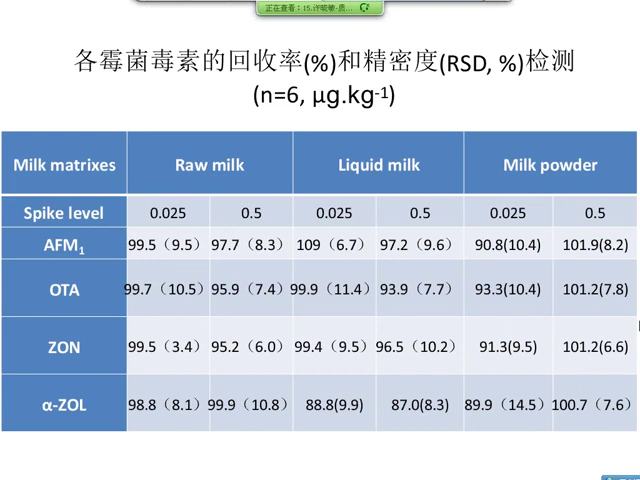 正在查看：15.许晓敏-质...
各霉菌毒素的回收率(%)和精密度(RSD, %)检测
(n=6, μg.kg-1)
Milk matrixes Raw milk Liquid milk Milk powder
Spike level 0.025 0.5 0.025 0.5 0.025 0.5
AFM1 99.5（9.5） 97.7（8.3） 109（6.7） 97.2（9.6） 90.8(10.4) 101.9(8.2)
OTA 99.7（10.5） 95.9（7.4） 99.9（11.4） 93.9（7.7） 93.3(10.4) 101.2(7.8)
ZON 99.5（3.4） 95.2（6.0） 99.4（9.5） 96.5（10.2） 91.3(9.5) 101.2(6.6)
α-ZOL 98.8（8.1） 99.9（10.8） 88.8(9.9) 87.0(8.3) 89.9（14.5） 100.7（7.6）